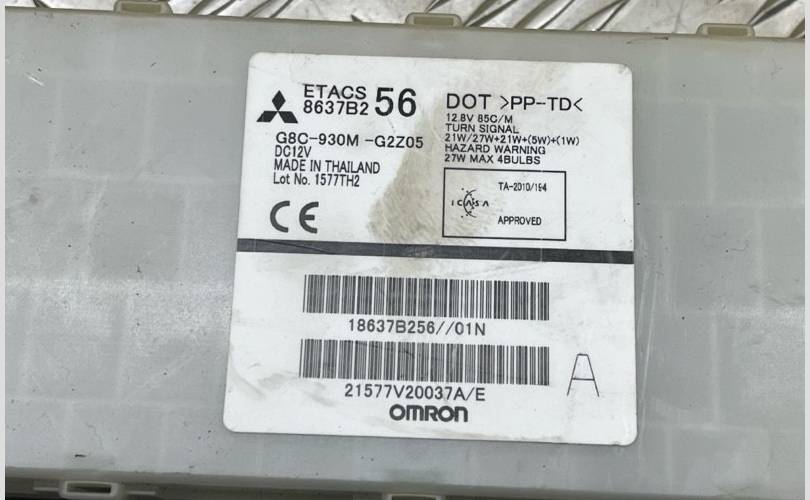 ETACS
8637B2 56
G8C-930M -G2Z05
DC12V
MADE IN THAILAND
Lot No. 1577TH2
CE
DOT >PP-TD<
12.8V 85C/M
TURN SIGNAL
21W/27W+21W+(5W)+(1W)
HAZARD WARNING
27W MAX 4BULBS
TA-2010/194
ICASA
APPROVED
18637B256//01N
21577V20037A/E
A
OMRON